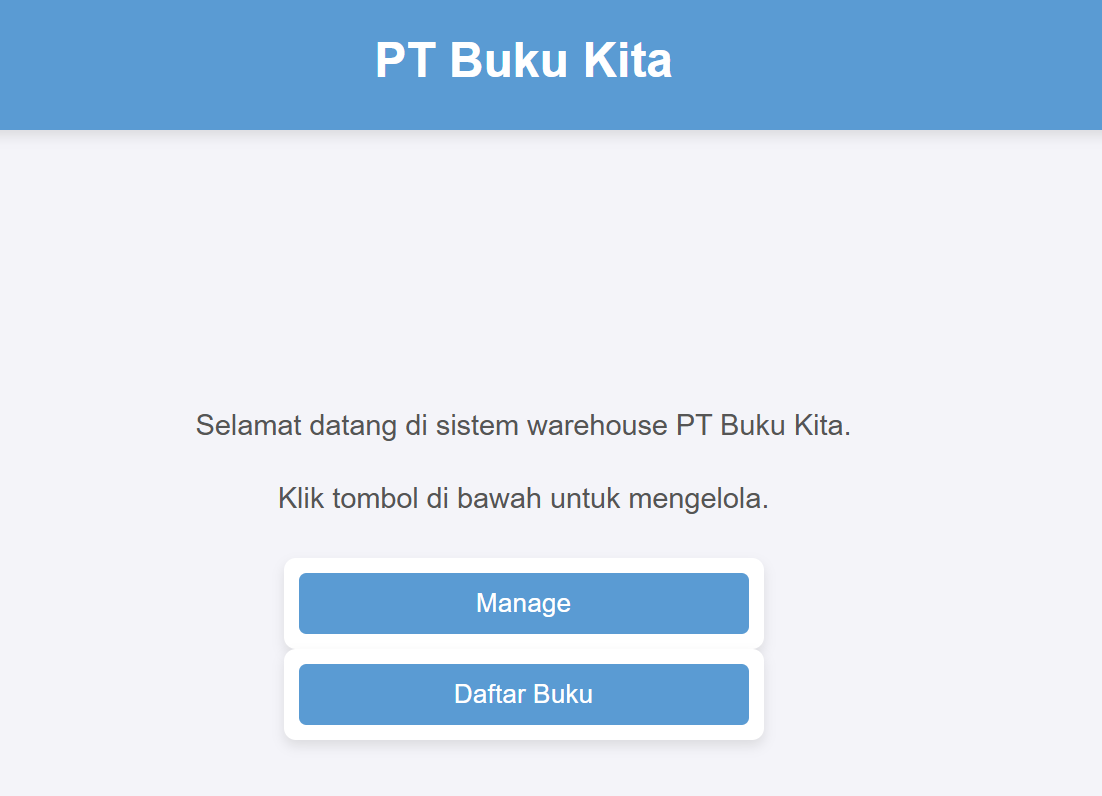 PT Buku Kita
Selamat datang di sistem warehouse PT Buku Kita.
Klik tombol di bawah untuk mengelola.
Manage
Daftar Buku